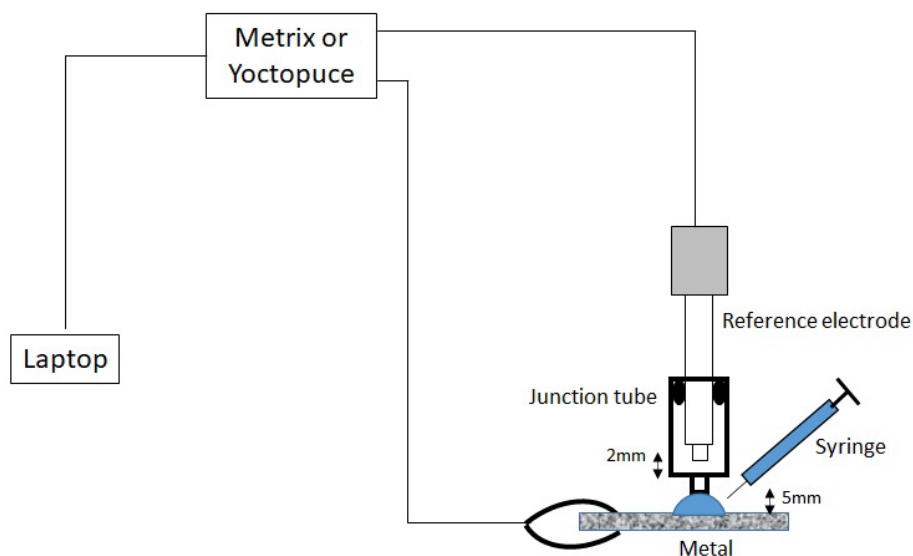 Metrix or
Yoctopuce
Reference electrode
Laptop
Junction tube
Syringe
2mm
5mm
Metal